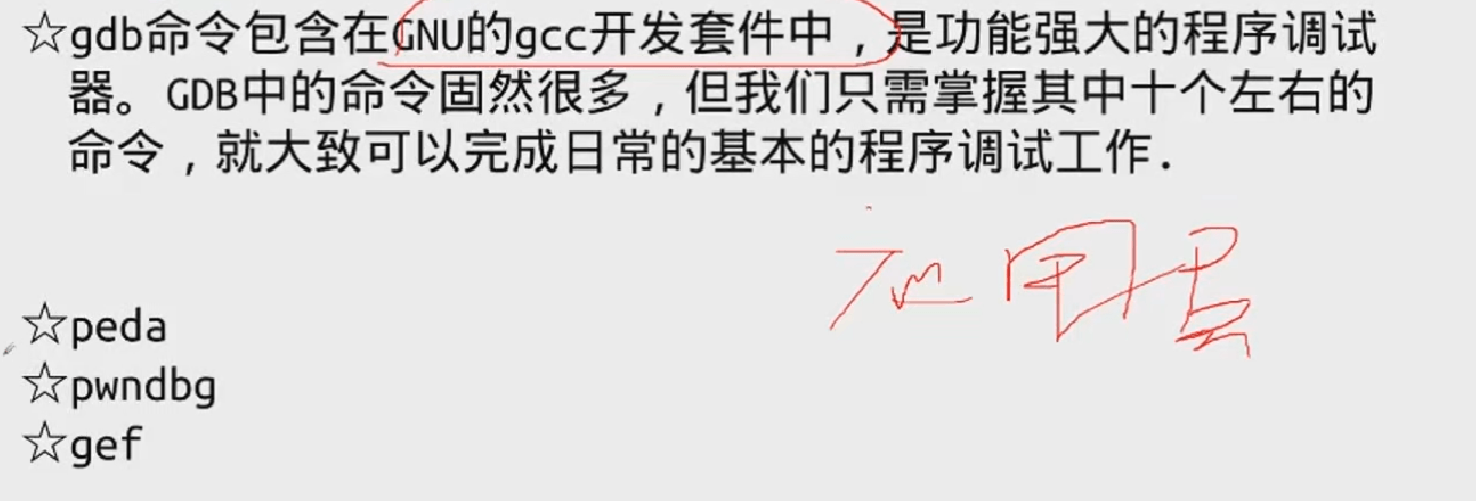 ☆gdb命令包含在GNU的gcc开发套件中，是功能强大的程序调试
器。GDB中的命令固然很多，但我们只需掌握其中十个左右的
命令，就大致可以完成日常的基本的程序调试工作.
☆peda
☆pwndbg
☆gef